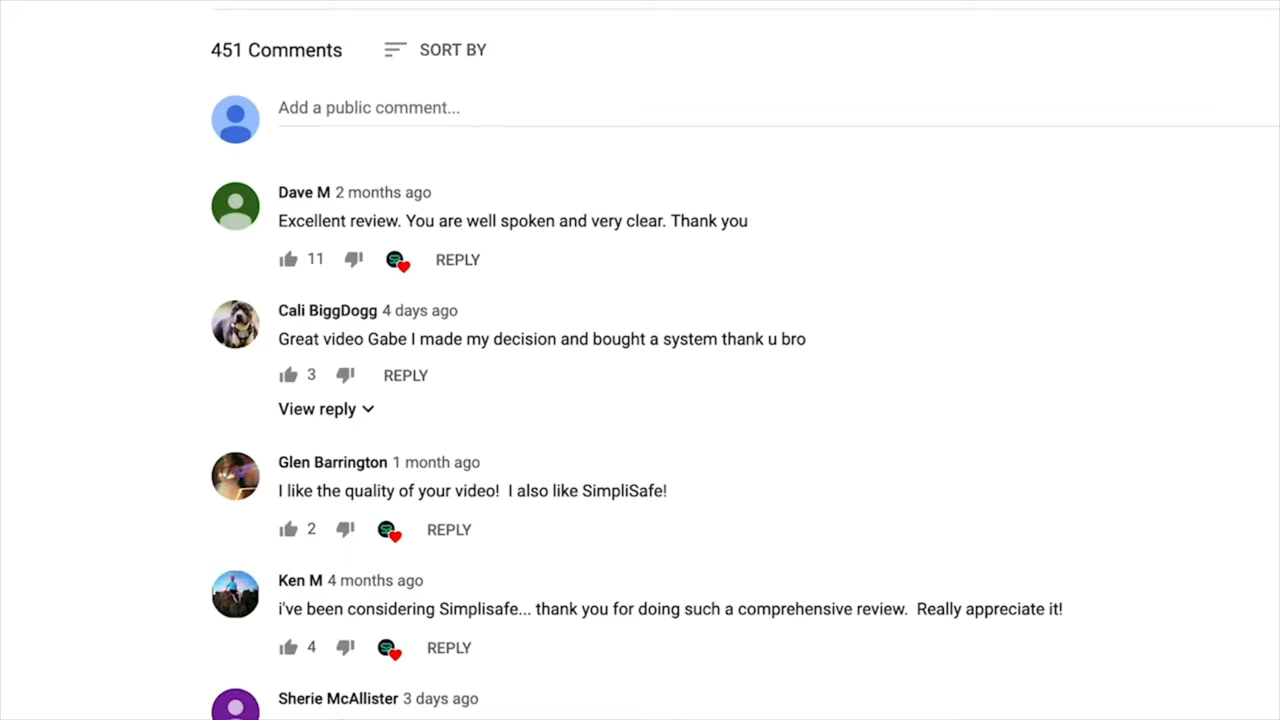 451 Comments SORT BY
Add a public comment...
Dave M 2 months ago
Excellent review. You are well spoken and very clear. Thank you
11 REPLY
Cali BiggDogg 4 days ago
Great video Gabe I made my decision and bought a system thank u bro
3 REPLY
View reply
Glen Barrington 1 month ago
I like the quality of your video!  I also like SimpliSafe!
2 REPLY
Ken M 4 months ago
i've been considering Simplisafe... thank you for doing such a comprehensive review.  Really appreciate it!
4 REPLY
Sherie McAllister 3 days ago